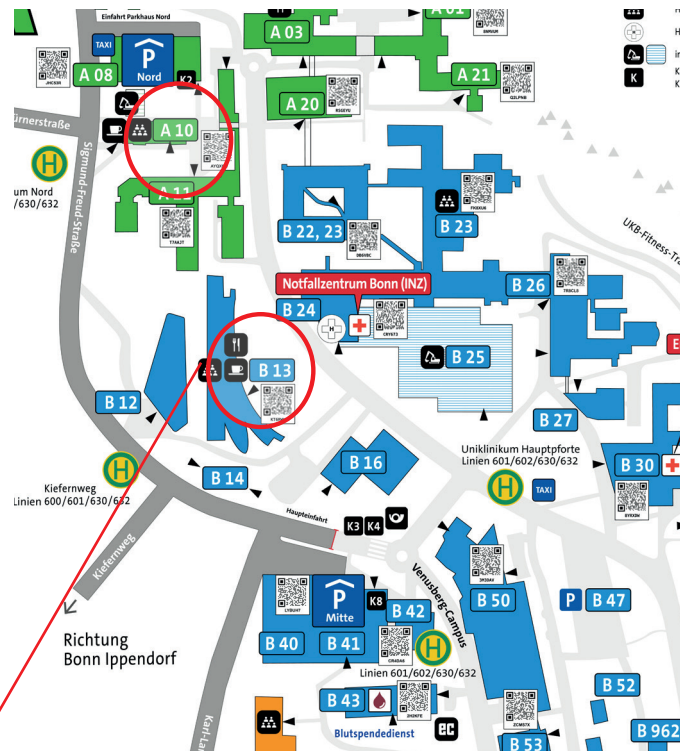 Einfahrt Parkhaus Nord
A 03
TAXI
P
Nord
A 08
K2
A 21
A 20
A 10
A 11
H
um Nord
/630/632
Sigmund-Freud-Straße
K
UKB-Fitness-Tra
B 22, 23
B 23
Notfallzentrum Bonn (INZ)
B 24
H
B 26
B 25
B 13
B 12
B 27
B 14
B 16
Uniklinikum Hauptpforte
Linien 601/602/630/632
H
TAXI
B 30
H
Kiefernweg
Linien 600/601/630/632
Haupteinfahrt
K3
K4
Kiefernweg
Richtung
Bonn Ippendorf
Venusberg-Campus
P
Mitte
K8
B 42
B 40
B 41
H
Linien 601/602/630/632
B 50
P
B 47
B 43
Blutspendedienst
EC
B 52
B 53
B 962
Karl-La